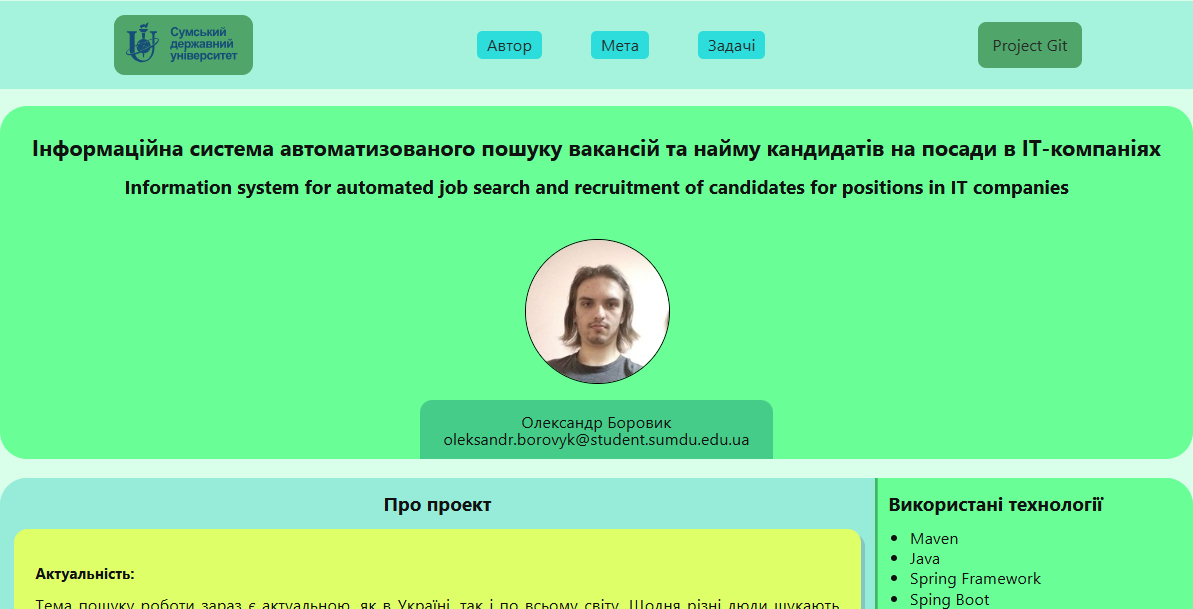 Сумський
державний
університет
Автор
Мета
Задачі
Project Git
Інформаційна система автоматизованого пошуку вакансій та найму кандидатів на посади в ІТ-компаніях
Information system for automated job search and recruitment of candidates for positions in IT companies
Олександр Боровик
oleksandr.borovyk@student.sumdu.edu.ua
Про проект
Актуальність:
Тема пошуку роботи зараз є актуальною, як в Україні, так і по всьому світу. Щодня різні люди шукають
Використані технології
Maven
Java
Spring Framework
Sping Boot